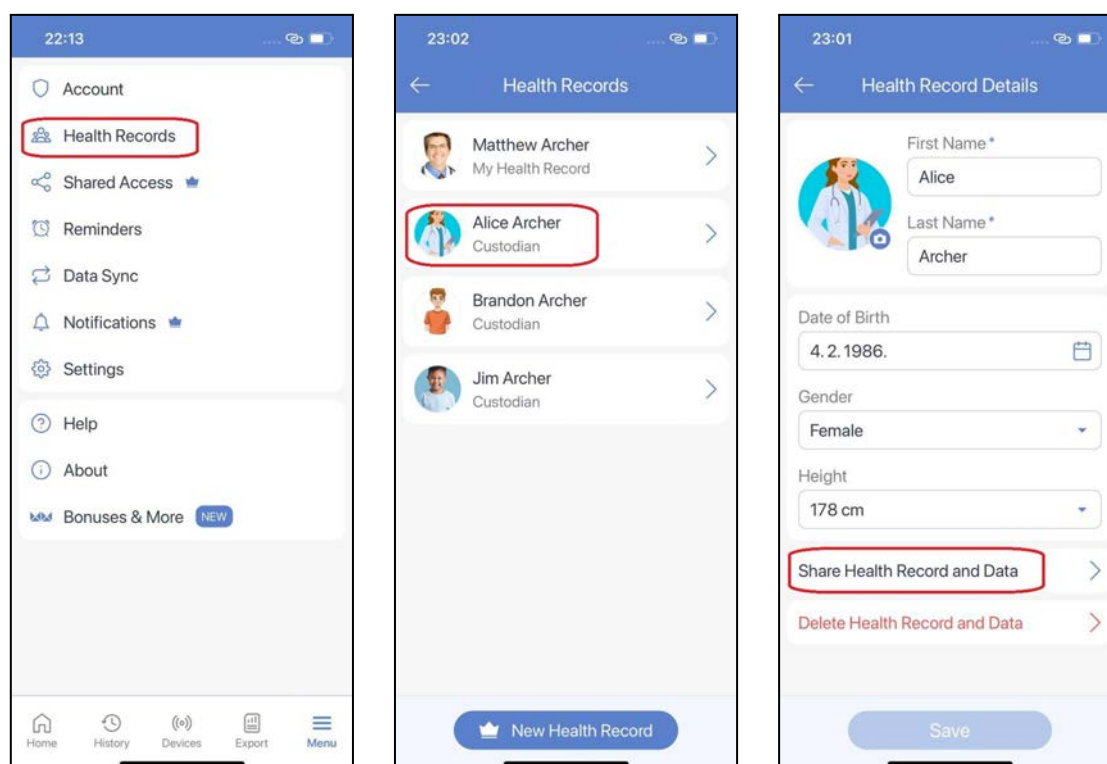 22:13
Account
Health Records
Shared Access
Reminders
Data Sync
Notifications
Settings
Help
About
Bonuses & More NEW
Home History Devices Export Menu
23:02
Health Records
Matthew Archer
My Health Record
Alice Archer
Custodian
Brandon Archer
Custodian
Jim Archer
Custodian
New Health Record
23:01
Health Record Details
First Name*
Alice
Last Name*
Archer
Date of Birth
4. 2. 1986.
Gender
Female
Height
178 cm
Share Health Record and Data
Delete Health Record and Data
Save